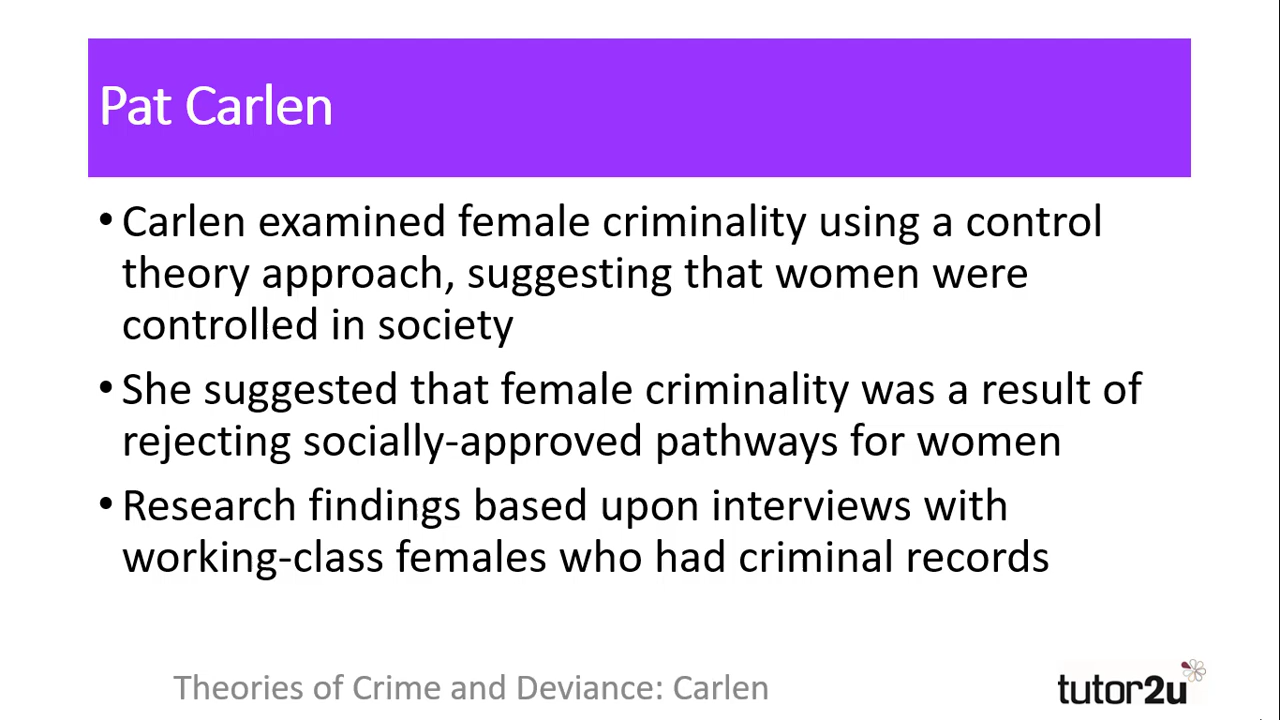 Pat Carlen
• Carlen examined female criminality using a control
theory approach, suggesting that women were
controlled in society
• She suggested that female criminality was a result of
rejecting socially-approved pathways for women
• Research findings based upon interviews with
working-class females who had criminal records
Theories of Crime and Deviance: Carlen
tutor2u